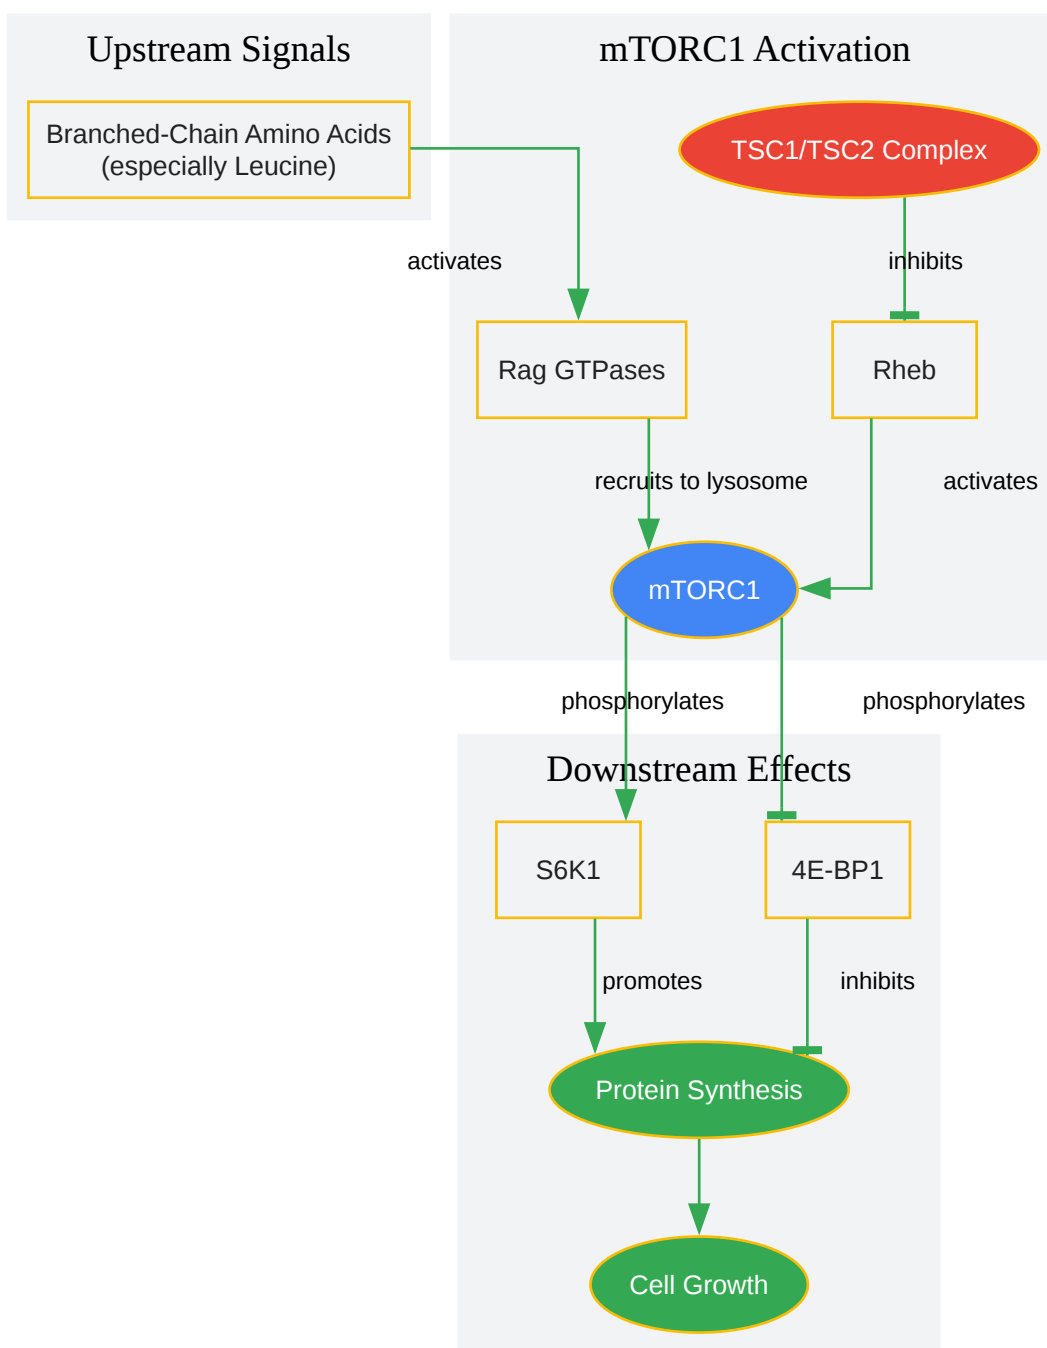 Upstream Signals
mTORC1 Activation
Branched-Chain Amino Acids
(especially Leucine)
TSC1/TSC2 Complex
activates
inhibits
Rag GTPases
Rheb
recruits to lysosome
activates
mTORC1
phosphorylates
phosphorylates
Downstream Effects
S6K1
4E-BP1
promotes
inhibits
Protein Synthesis
Cell Growth